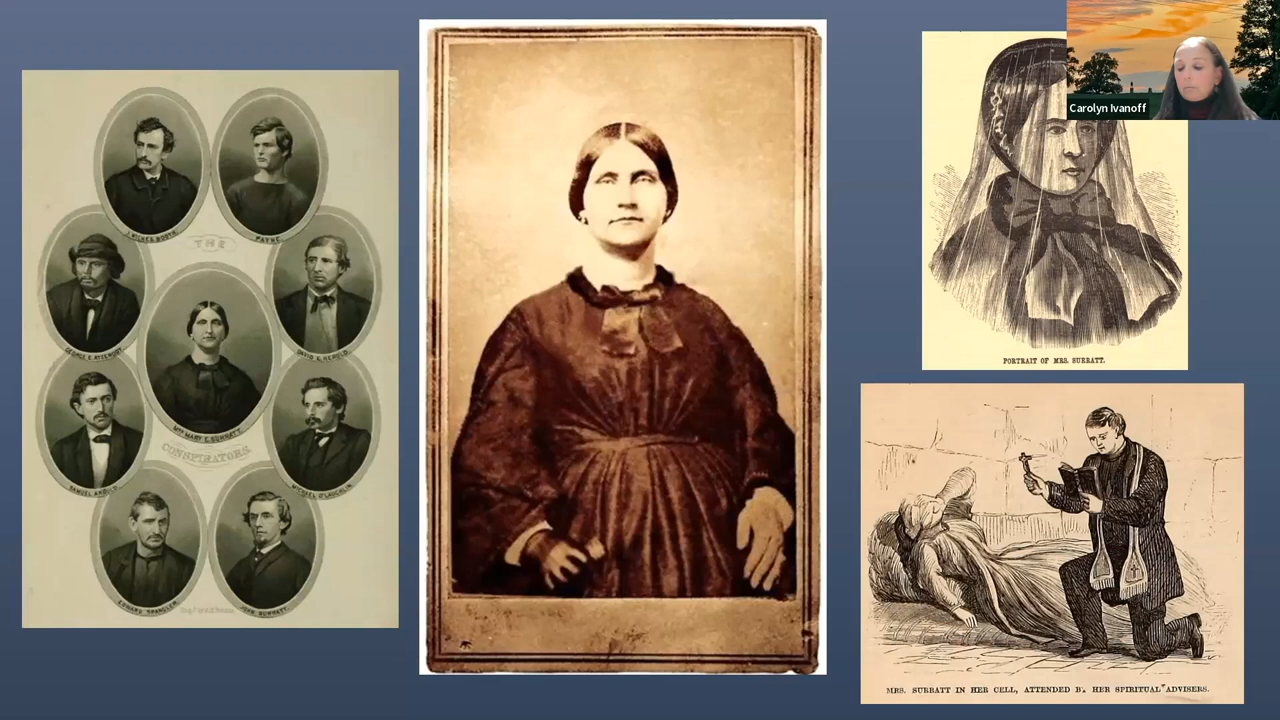 J. WILKES BOOTH.
PAYNE.
THE
GEORGE E. ATZERODT.
DAVID E. HEROLD.
MRS. MARY E. SURRATT.
CONSPIRATORS.
SAMUEL ARNOLD.
MICHAEL O'LAUGHLIN.
EDWARD SPANGLER.
JOHN SURRATT.
Carolyn Ivanoff
PORTRAIT OF MRS. SURRATT.
MRS. SURRATT IN HER CELL, ATTENDED BY HER SPIRITUAL ADVISERS.